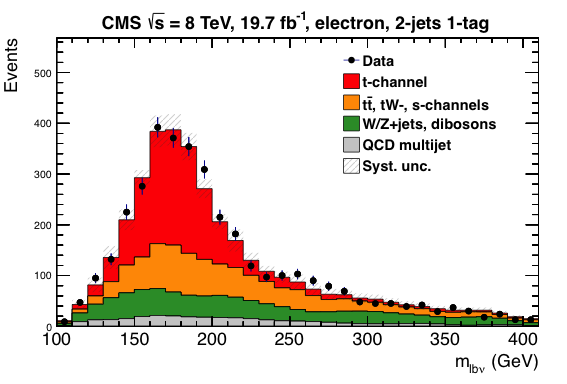 CMS √s = 8 TeV, 19.7 fb⁻¹, electron, 2-jets 1-tag
Events
500
400
300
200
100
0
Data
t-channel
tt̄, tW-, s-channels
W/Z+jets, dibosons
QCD multijet
Syst. unc.
100 150 200 250 300 350 400
m_lbν (GeV)